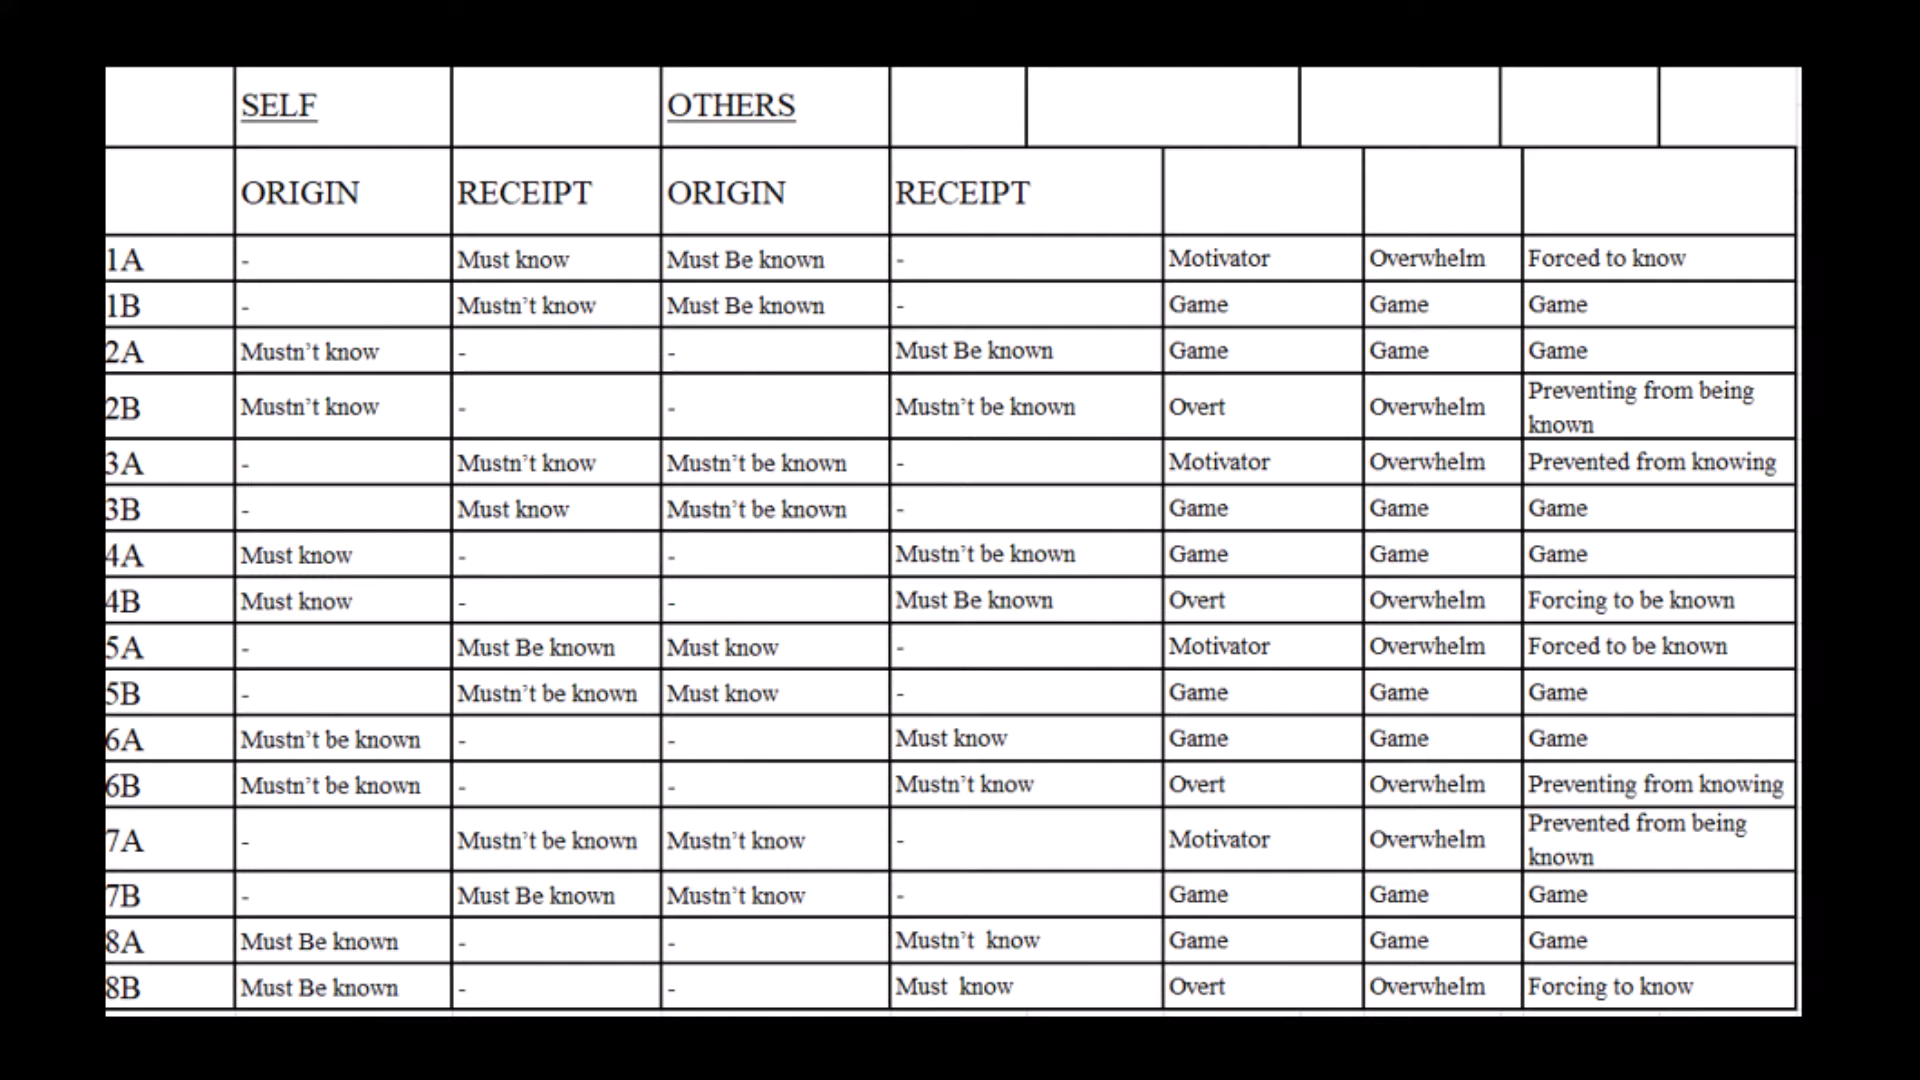 SELF OTHERS
ORIGIN RECEIPT ORIGIN RECEIPT
1A - Must know Must Be known - Motivator Overwhelm Forced to know
1B - Mustn’t know Must Be known - Game Game Game
2A Mustn’t know - - Must Be known Game Game Game
2B Mustn’t know - - Mustn’t be known Overt Overwhelm Preventing from being
known
3A - Mustn’t know Mustn’t be known - Motivator Overwhelm Prevented from knowing
3B - Must know Mustn’t be known - Game Game Game
4A Must know - - Mustn’t be known Game Game Game
4B Must know - - Must Be known Overt Overwhelm Forcing to be known
5A - Must Be known Must know - Motivator Overwhelm Forced to be known
5B - Mustn’t be known Must know - Game Game Game
6A Mustn’t be known - - Must know Game Game Game
6B Mustn’t be known - - Mustn’t know Overt Overwhelm Preventing from knowing
7A - Mustn’t be known Mustn’t know - Motivator Overwhelm Prevented from being
known
7B - Must Be known Mustn’t know - Game Game Game
8A Must Be known - - Mustn’t know Game Game Game
8B Must Be known - - Must know Overt Overwhelm Forcing to know